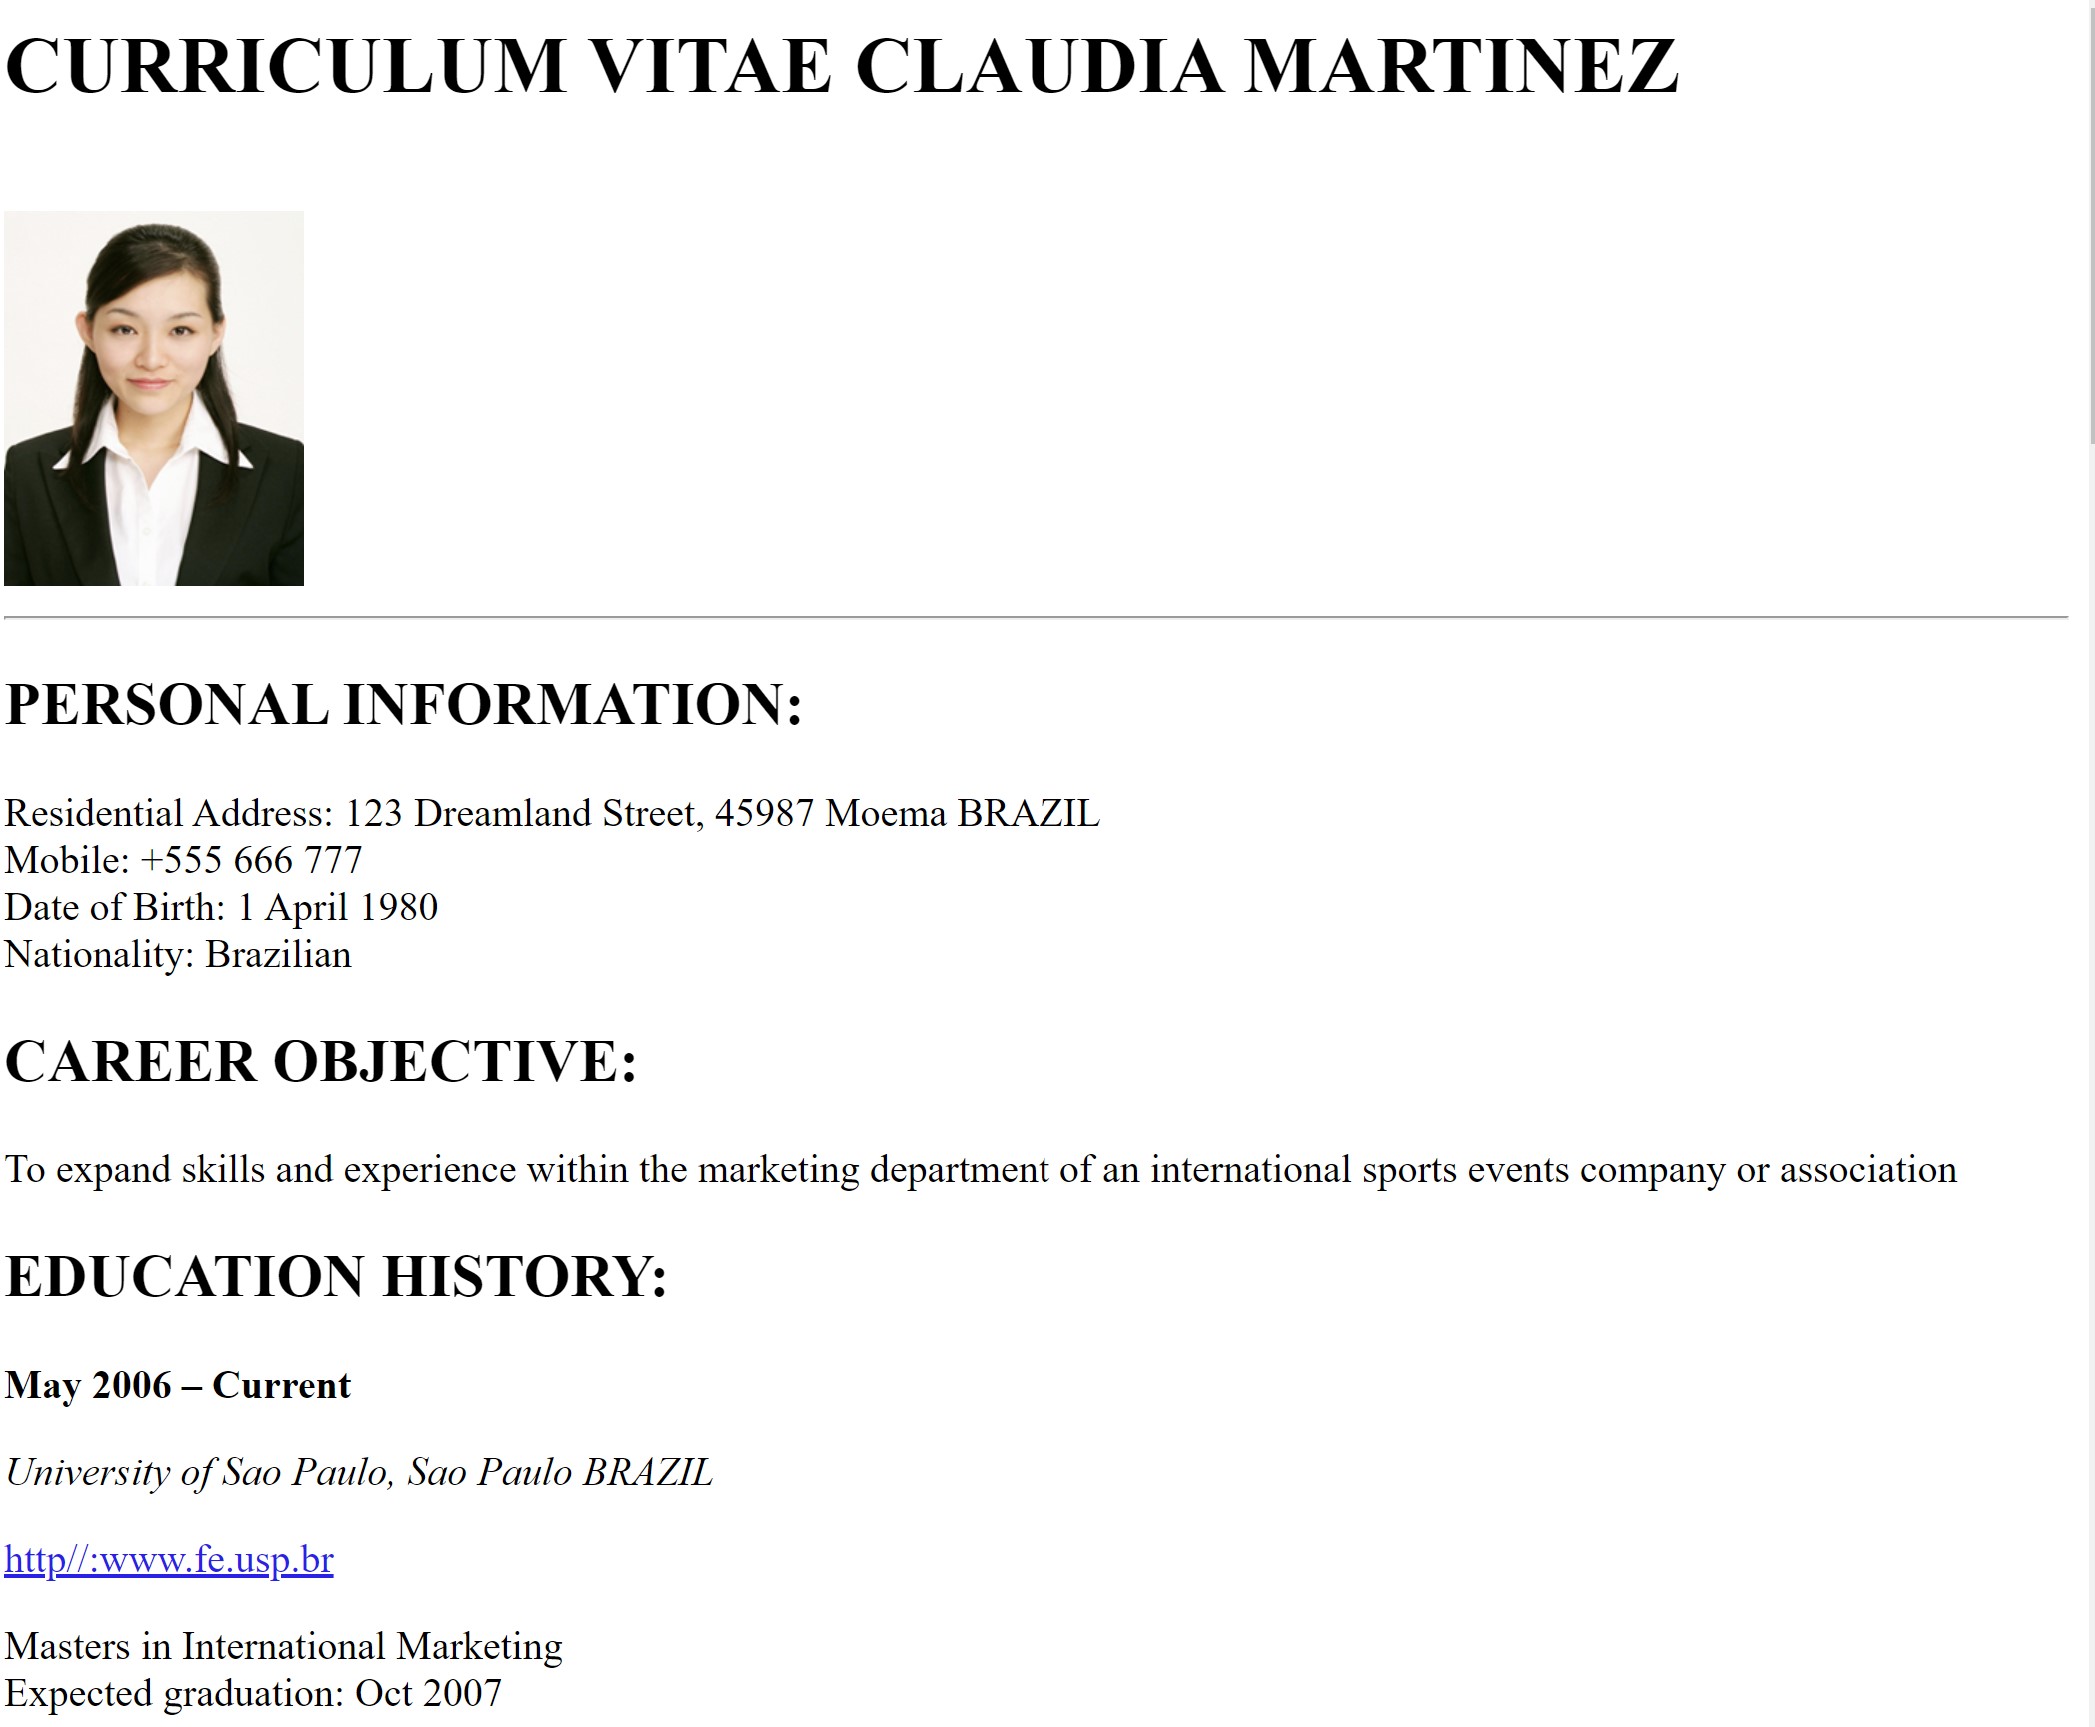 CURRICULUM VITAE CLAUDIA MARTINEZ
PERSONAL INFORMATION:
Residential Address: 123 Dreamland Street, 45987 Moema BRAZIL
Mobile: +555 666 777
Date of Birth: 1 April 1980
Nationality: Brazilian
CAREER OBJECTIVE:
To expand skills and experience within the marketing department of an international sports events company or association
EDUCATION HISTORY:
May 2006 – Current
University of Sao Paulo, Sao Paulo BRAZIL
http//:www.fe.usp.br
Masters in International Marketing
Expected graduation: Oct 2007